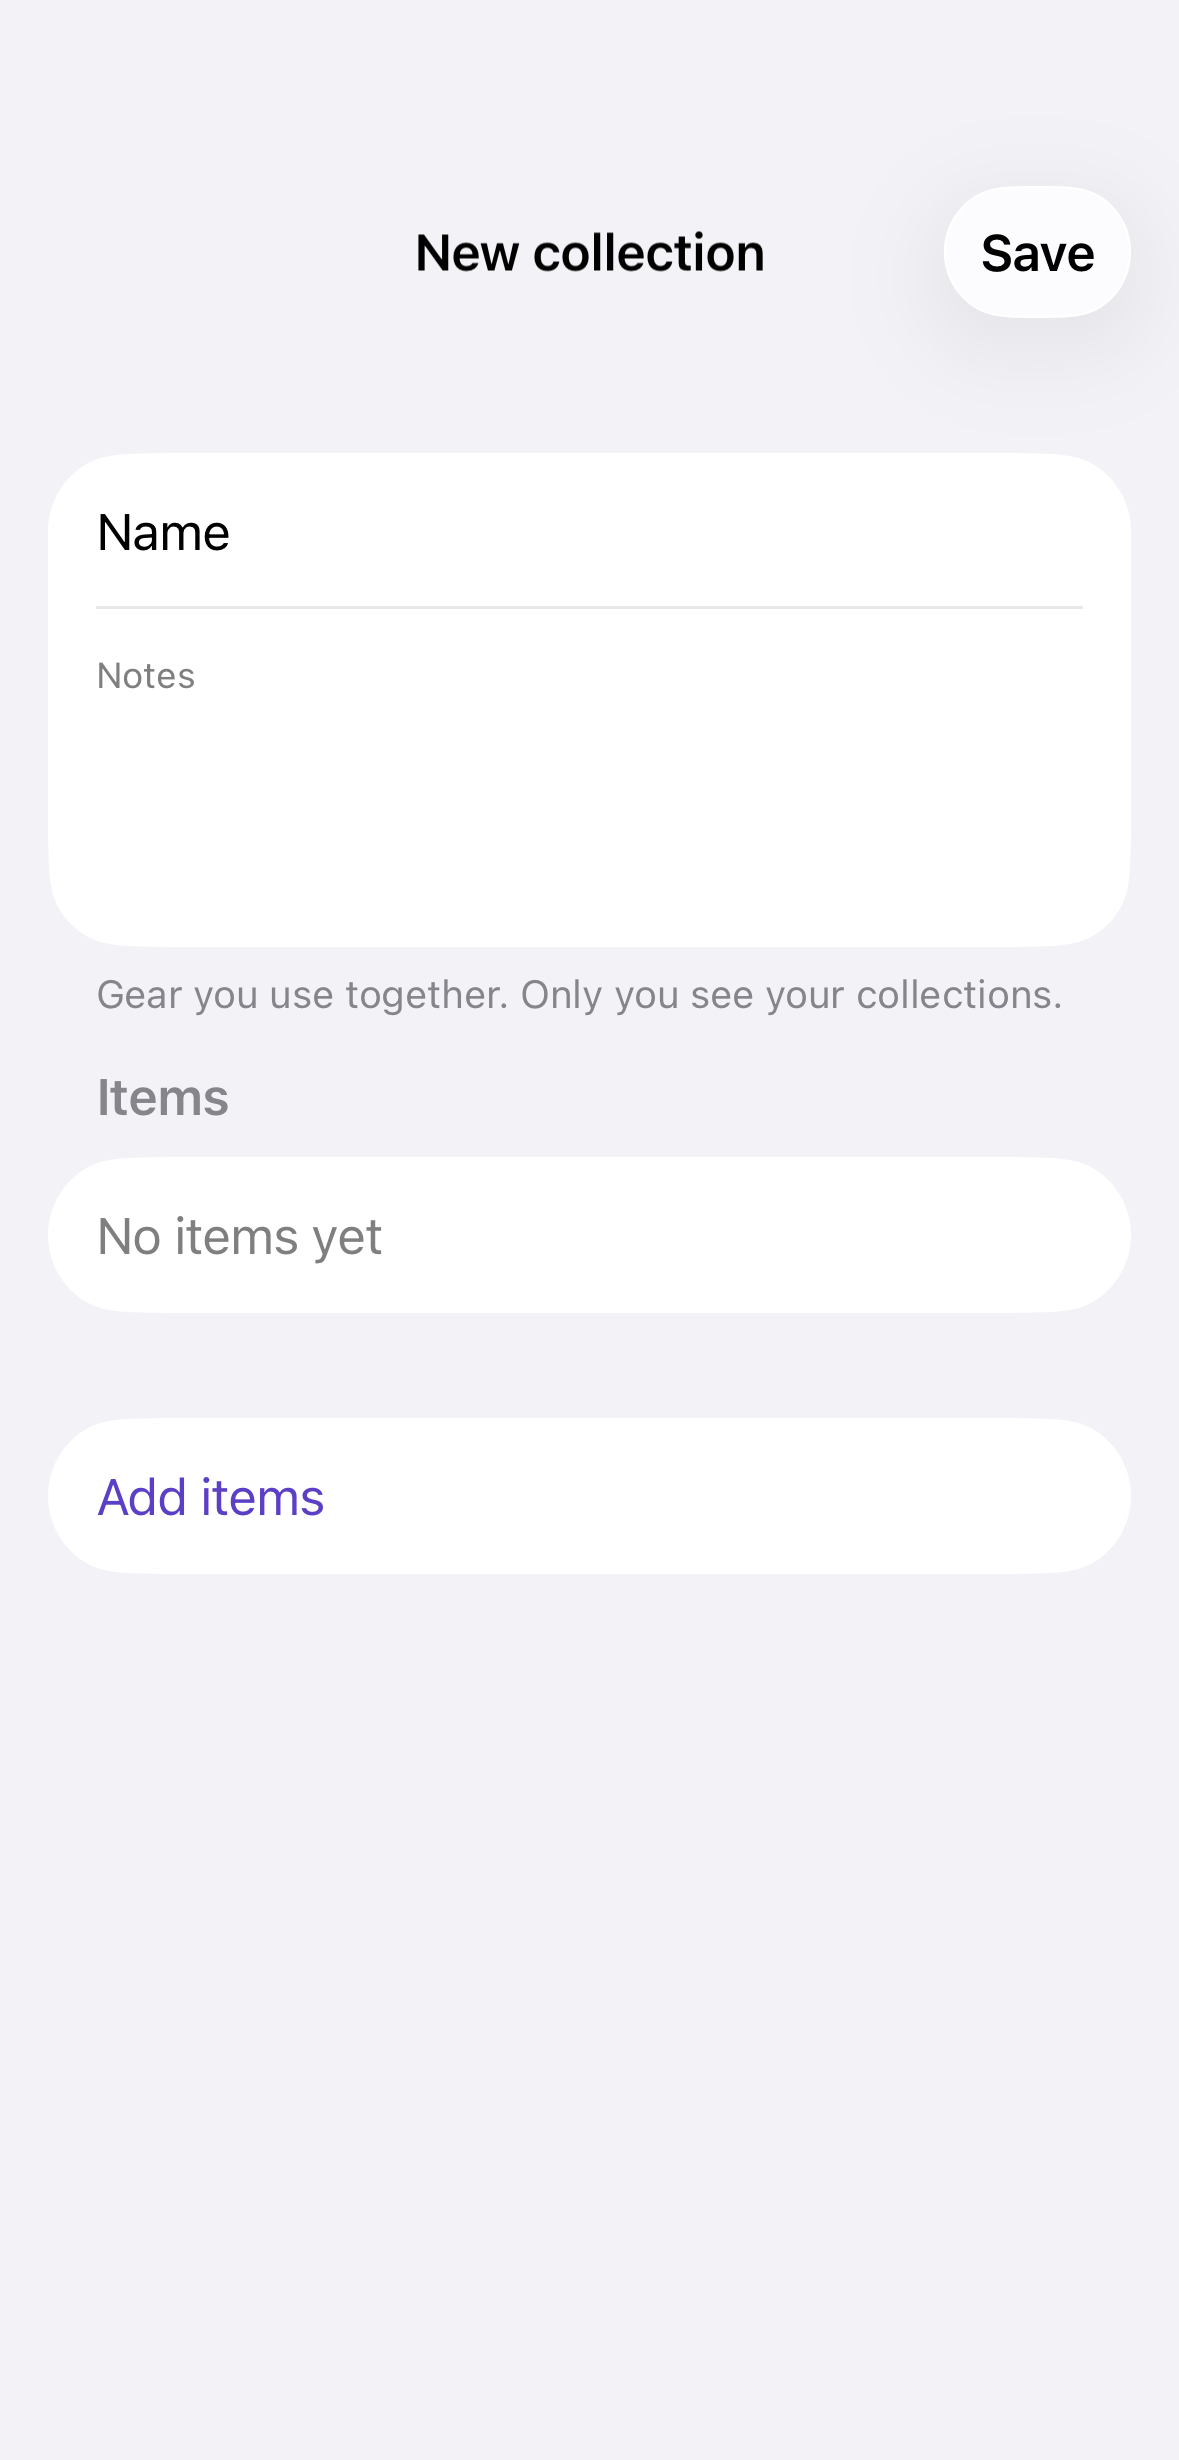 New collection
Save
Name
Notes
Gear you use together. Only you see your collections.
Items
No items yet
Add items